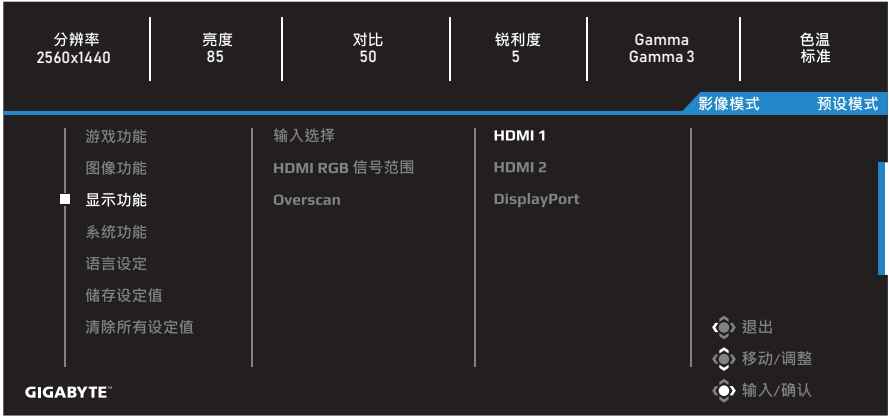 分辨率 亮度 对比 锐利度 Gamma 色温
2560x1440 85 50 5 Gamma 3 标准
影像模式 预设模式
游戏功能 输入选择 HDMI 1
图像功能 HDMI RGB 信号范围 HDMI 2
显示功能 Overscan DisplayPort
系统功能
语言设定
储存设定值
清除所有设定值
退出
移动/调整
GIGABYTE™ 输入/确认